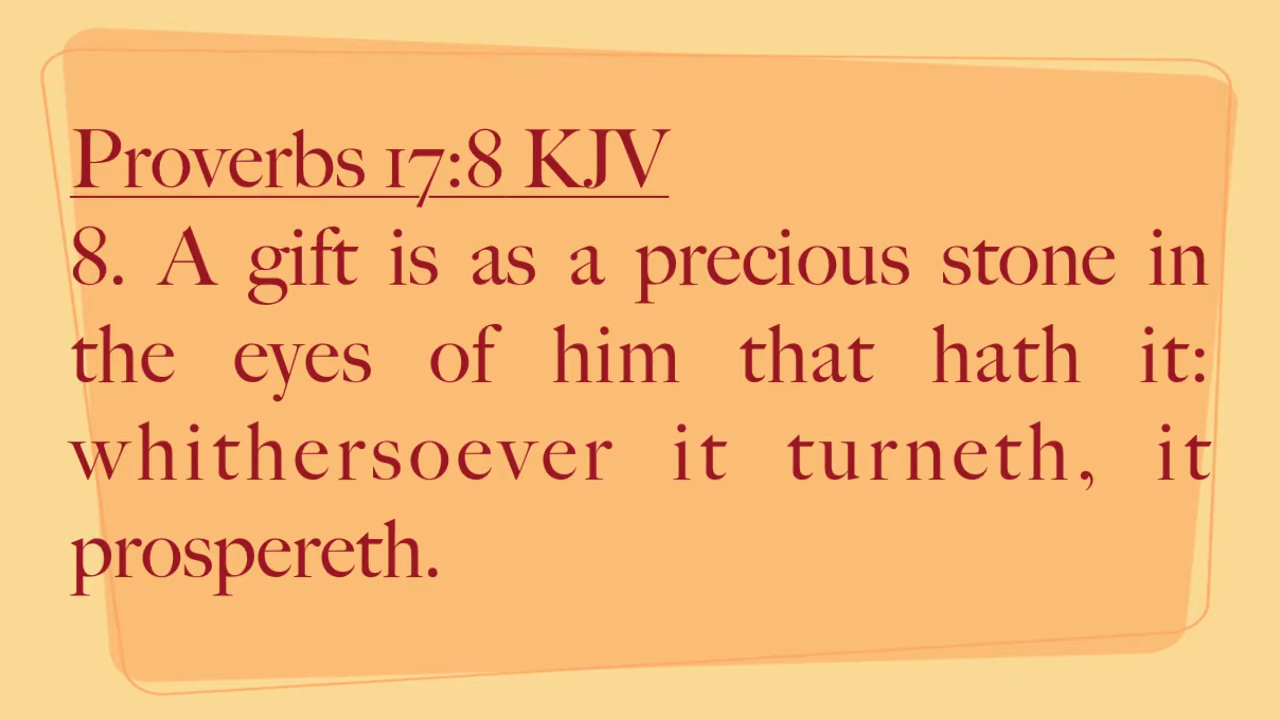 Proverbs 17:8 KJV
8. A gift is as a precious stone in
the eyes of him that hath it:
whithersoever it turneth, it
prospereth.